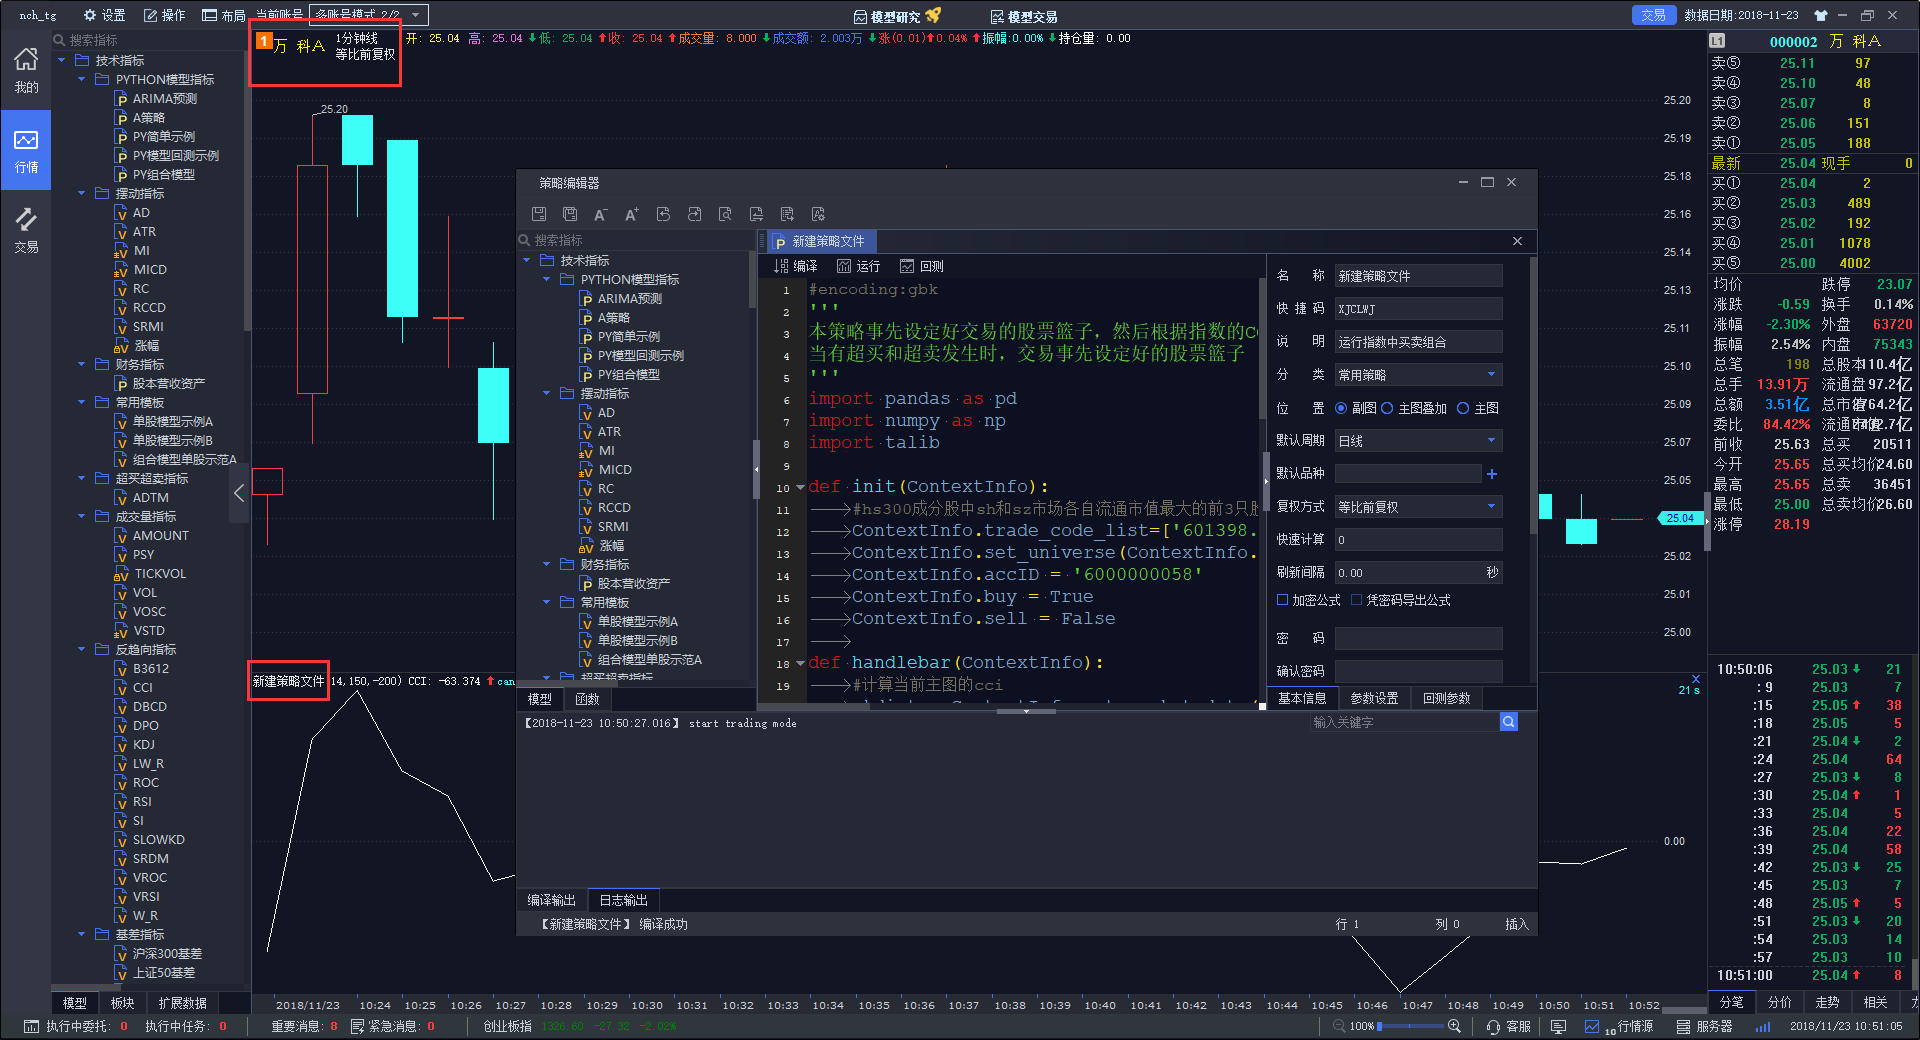 nch_tg 设置 操作 布局 当前账号 多账号模式 2/2 模型研究 模型交易 交易 数据日期:2018-11-23
我的
行情
交易
搜索指标
技术指标
PYTHON模型指标
ARIMA预测
A策略
PY简单示例
PY模型回测示例
PY组合模型
摆动指标
AD
ATR
MI
MICD
RC
RCCD
SRMI
涨幅
财务指标
股本营收资产
常用模板
单股模型示例A
单股模型示例B
组合模型单股示范A
超买超卖指标
ADTM
成交量指标
AMOUNT
PSY
TICKVOL
VOL
VOSC
VSTD
反趋向指标
B3612
CCI
DBCD
DPO
KDJ
LW_R
ROC
RSI
SI
SLOWKD
SRDM
VROC
VRSI
W_R
基差指标
沪深300基差
上证50基差
模型 板块 扩展数据
1 万 科A 1分钟线
等比前复权
开: 25.04 高: 25.04 低: 25.04 收: 25.04 成交量: 8.000 成交额: 2.003万 涨(0.01) 0.04% 振幅:0.00% 持仓量: 0.00
25.20
新建策略文件 (14,150,-200) CCI: -63.374 can
25.20
25.19
25.18
25.16
25.14
25.13
25.11
25.10
25.09
25.07
25.05
25.04
25.02
25.01
25.00
X
21 s
0.00
2018/11/23 10:24 10:25 10:26 10:27 10:28 10:29 10:30 10:31 10:32 10:33 10:34 10:35 10:36 10:37 10:38 10:39 10:40 10:41 10:42 10:43 10:44 10:45 10:46 10:47 10:48 10:49 10:50 10:51 10:52
策略编辑器
搜索指标
技术指标
PYTHON模型指标
ARIMA预测
A策略
PY简单示例
PY模型回测示例
PY组合模型
摆动指标
AD
ATR
MI
MICD
RC
RCCD
SRMI
涨幅
财务指标
股本营收资产
常用模板
单股模型示例A
单股模型示例B
组合模型单股示范A
超买超卖指标
模型 函数
新建策略文件
编译 运行 回测
1 #encoding:gbk
2 '''
3 本策略事先设定好交易的股票篮子，然后根据指数的C
4 当有超买和超卖发生时，交易事先设定好的股票篮子
5 '''
6 import pandas as pd
7 import numpy as np
8 import talib
9
10 def init(ContextInfo):
11 #hs300成分股中sh和sz市场各自流通市值最大的前3只
12 ContextInfo.trade_code_list=['601398.
13 ContextInfo.set_universe(ContextInfo.
14 ContextInfo.accID = '6000000058'
15 ContextInfo.buy = True
16 ContextInfo.sell = False
17
18 def handlebar(ContextInfo):
19 #计算当前主图的cci
名 称 新建策略文件
快 捷 码 XJCLWJ
说 明 运行指数中买卖组合
分 类 常用策略
位 置 副图 主图叠加 主图
默认周期 日线
默认品种
复权方式 等比前复权
快速计算 0
刷新间隔 0.00 秒
加密公式 凭密码导出公式
密 码
确认密码
基本信息 参数设置 回测参数
【2018-11-23 10:50:27.016】 start trading mode
输入关键字
编译输出 日志输出
【新建策略文件】 编译成功 行 1 列 0 插入
L1 000002 万 科A
卖⑤ 25.11 97
卖④ 25.10 48
卖③ 25.07 8
卖② 25.06 151
卖① 25.05 188
最新 25.04 现手 0
买① 25.04 2
买② 25.03 489
买③ 25.02 192
买④ 25.01 1078
买⑤ 25.00 4002
均价 跌停 23.07
涨跌 -0.59 换手 0.14%
涨幅 -2.30% 外盘 63720
振幅 2.54% 内盘 75343
总笔 198 总股本 110.4亿
总手 13.91万 流通盘 97.2亿
总额 3.51亿 总市值 764.2亿
委比 84.42% 流通市值 2.7亿
前收 25.63 总买 20511
今开 25.65 总买均价 24.60
最高 25.65 总卖 36451
最低 25.00 总卖均价 26.60
涨停 28.19
10:50:06 25.03 21
:9 25.03 7
:15 25.05 38
:18 25.05 5
:21 25.04 2
:24 25.04 64
:27 25.03 8
:30 25.04 1
:33 25.04 5
:36 25.04 22
:39 25.04 58
:42 25.03 25
:45 25.03 7
:48 25.05 5
:51 25.03 20
:54 25.03 14
:57 25.03 10
10:51:00 25.04 8
分笔 分价 走势 相关
执行中委托: 0 执行中任务: 0 重要消息: 8 紧急消息: 0 创业板指 1326.60 -27.32 -2.02% 100% 客服 10 行情源 服务器 2018/11/23 10:51:05